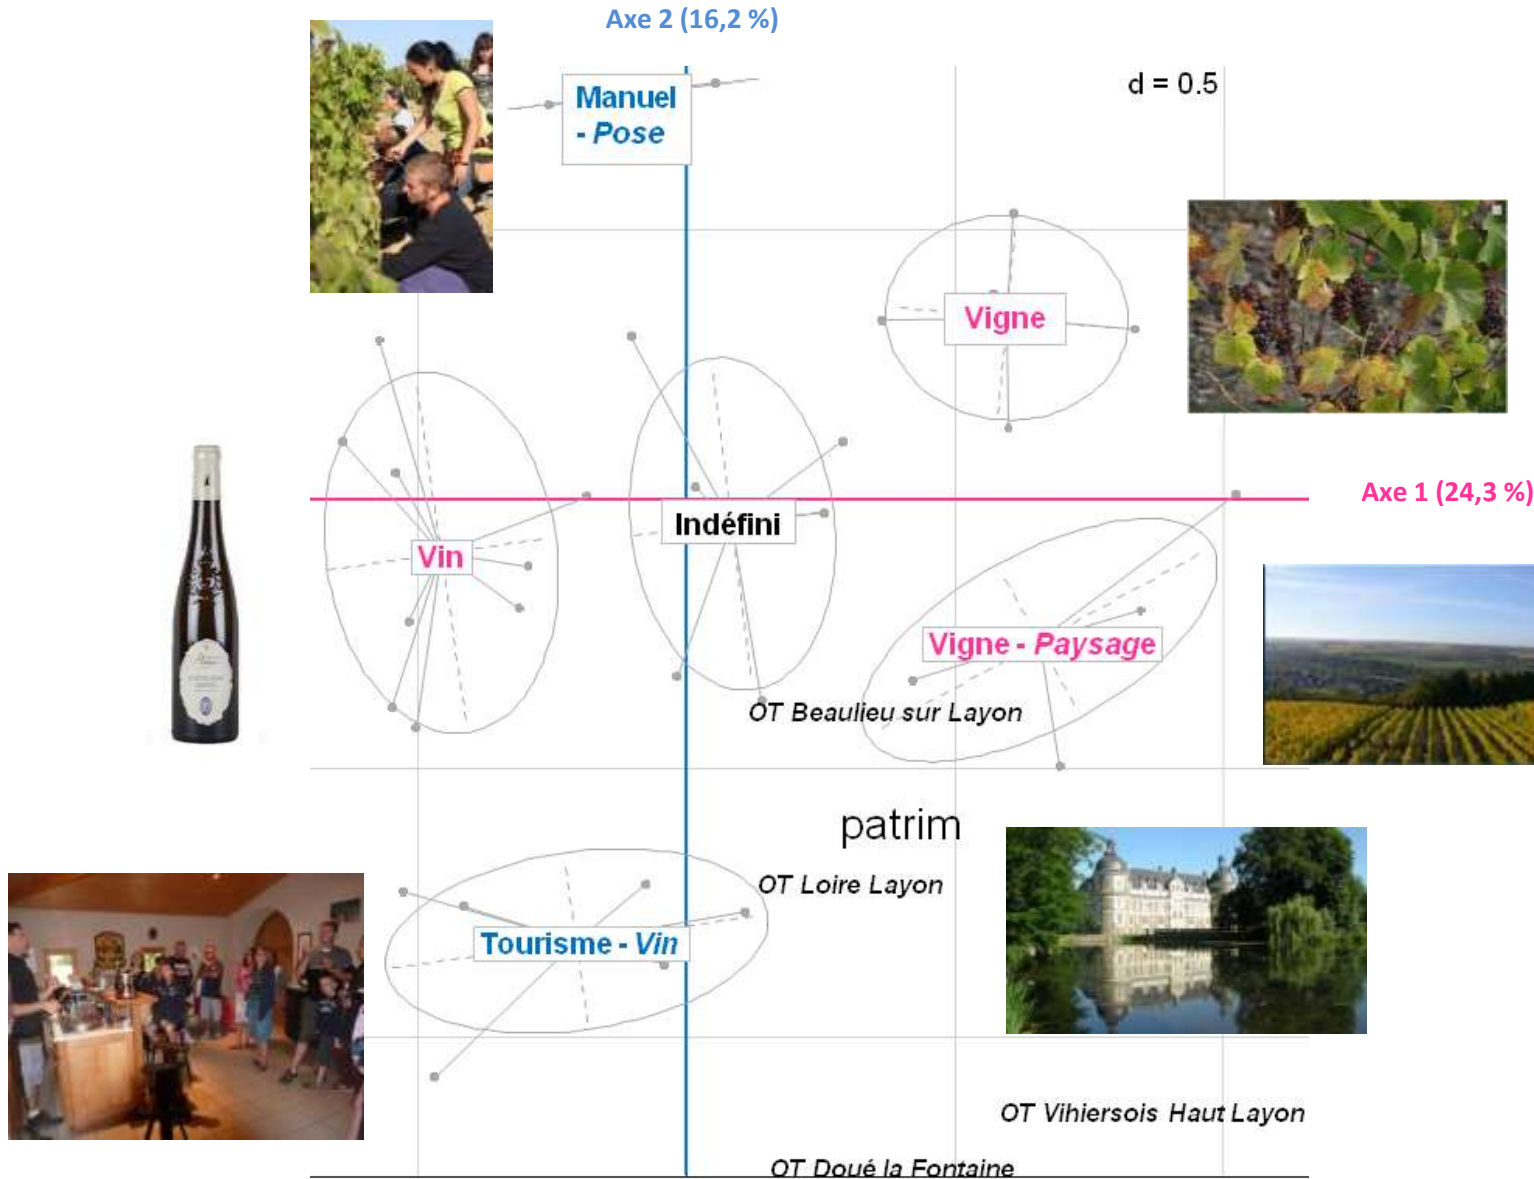 Axe 2 (16,2 %)
Manuel
- Pose
d = 0.5
Vigne
Axe 1 (24,3 %)
Indéfini
Vin
Vigne - Paysage
OT Beaulieu sur Layon
patrim
OT Loire Layon
Tourisme - Vin
OT Vihiersois Haut Layon
OT Doué la Fontaine